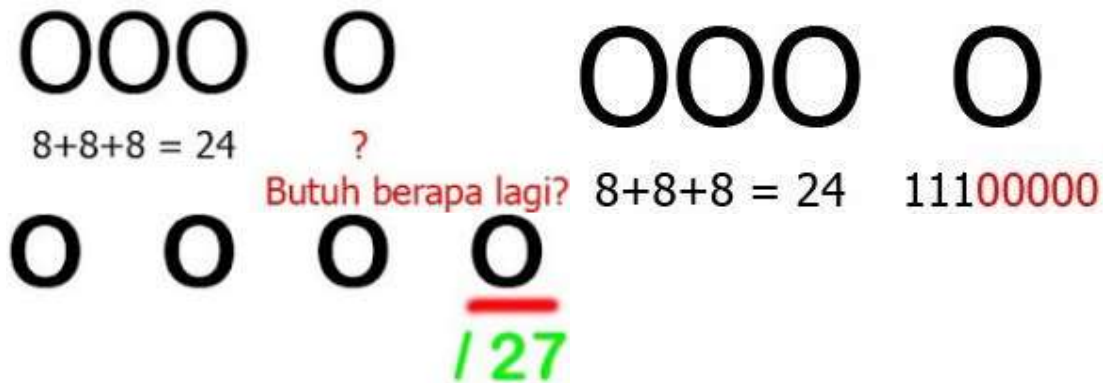 OOO O
8+8+8 = 24 ?
Butuh berapa lagi?
O O O O
/ 27
OOO O
8+8+8 = 24 11100000